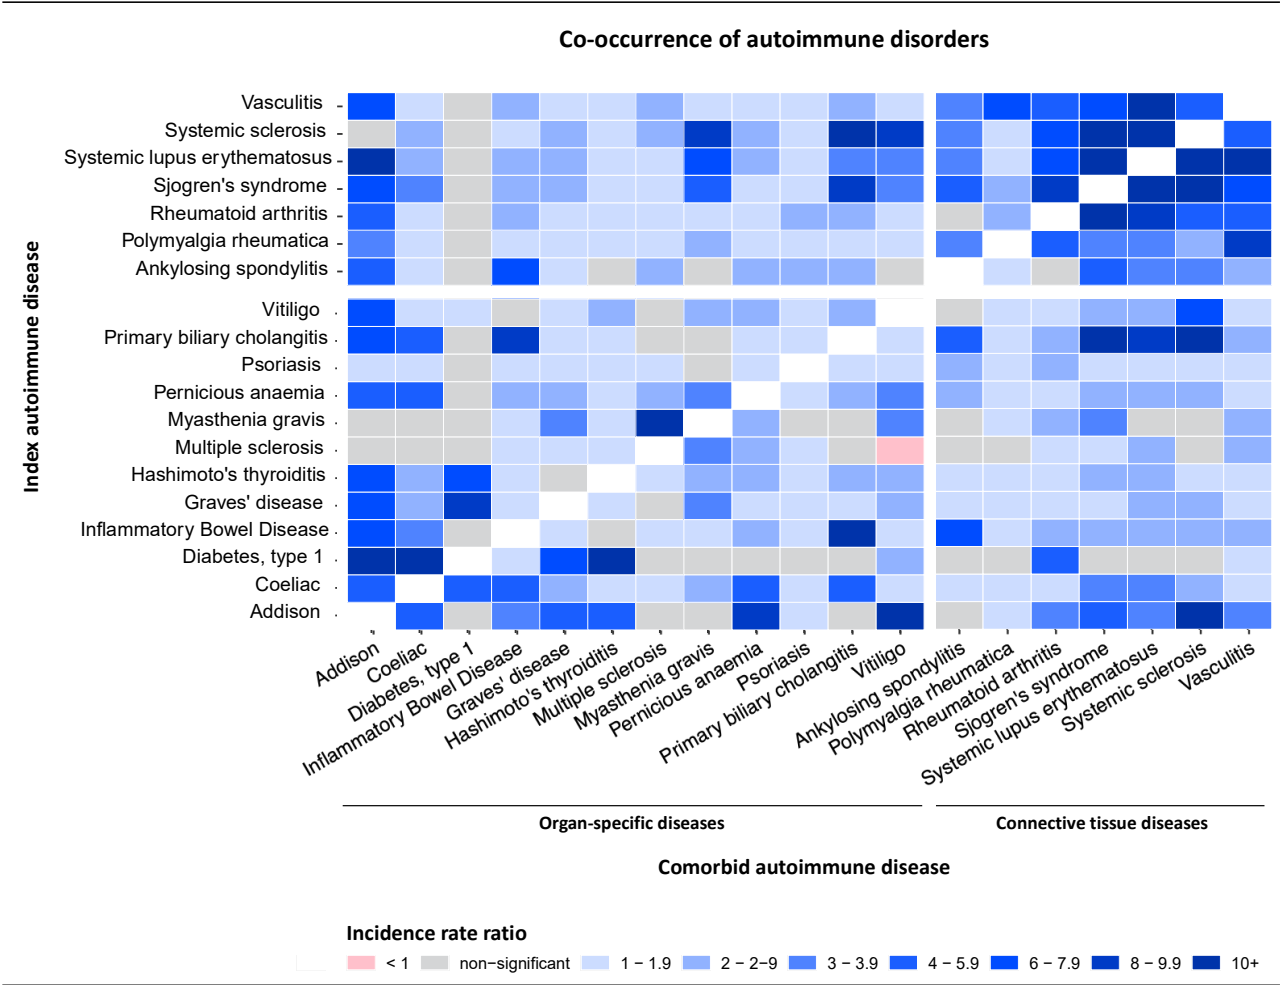 Co-occurrence of autoimmune disorders
Index autoimmune disease
Vasculitis
Systemic sclerosis
Systemic lupus erythematosus
Sjogren's syndrome
Rheumatoid arthritis
Polymyalgia rheumatica
Ankylosing spondylitis
Vitiligo
Primary biliary cholangitis
Psoriasis
Pernicious anaemia
Myasthenia gravis
Multiple sclerosis
Hashimoto's thyroiditis
Graves' disease
Inflammatory Bowel Disease
Diabetes, type 1
Coeliac
Addison
Addison
Coeliac
Diabetes, type 1
Inflammatory Bowel Disease
Graves' disease
Hashimoto's thyroiditis
Multiple sclerosis
Myasthenia gravis
Pernicious anaemia
Psoriasis
Primary biliary cholangitis
Vitiligo
Ankylosing spondylitis
Polymyalgia rheumatica
Rheumatoid arthritis
Sjogren's syndrome
Systemic lupus erythematosus
Systemic sclerosis
Vasculitis
Organ-specific diseases
Connective tissue diseases
Comorbid autoimmune disease
Incidence rate ratio
< 1 non−significant 1 − 1.9 2 − 2−9 3 − 3.9 4 − 5.9 6 − 7.9 8 − 9.9 10+